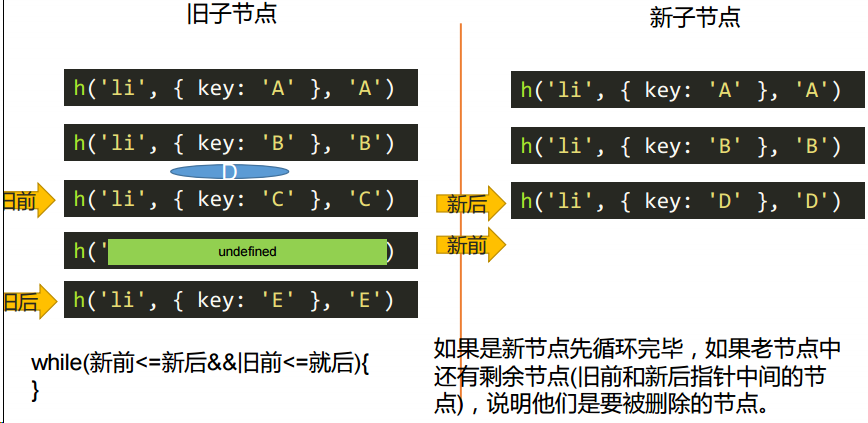 旧子节点
新子节点
h('li', { key: 'A' }, 'A')
h('li', { key: 'B' }, 'B')
D
旧前
h('li', { key: 'C' }, 'C')
h('
undefined
)
旧后
h('li', { key: 'E' }, 'E')
h('li', { key: 'A' }, 'A')
h('li', { key: 'B' }, 'B')
新后
h('li', { key: 'D' }, 'D')
新前
while(新前<=新后&&旧前<=就后){
}
如果是新节点先循环完毕，如果老节点中
还有剩余节点(旧前和新后指针中间的节
点)，说明他们是要被删除的节点。